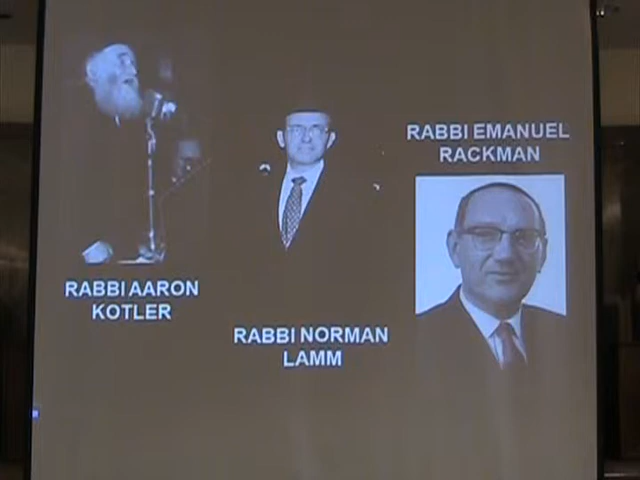 RABBI AARON
KOTLER
RABBI NORMAN
LAMM
RABBI EMANUEL
RACKMAN